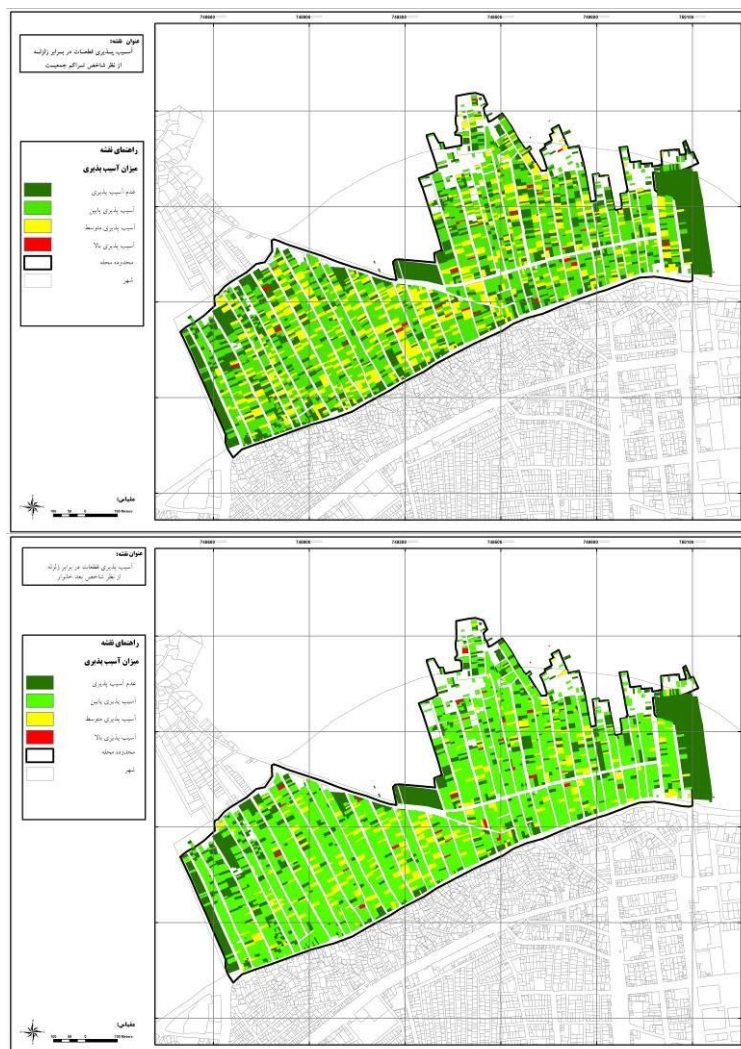 عنوان نقشه:
آسیب پذیری قطعات در برابر زلزله
از نظر شاخص تراکم جمعیت
راهنمای نقشه
میزان آسیب پذیری
عدم آسیب پذیری
آسیب پذیری پایین
آسیب پذیری متوسط
آسیب پذیری بالا
محدوده محله
شهر
مقیاس:
عنوان نقشه:
آسیب پذیری قطعات در برابر زلزله
از نظر شاخص بعد خانوار
راهنمای نقشه
میزان آسیب پذیری
عدم آسیب پذیری
آسیب پذیری پایین
آسیب پذیری متوسط
آسیب پذیری بالا
محدوده محله
شهر
مقیاس: